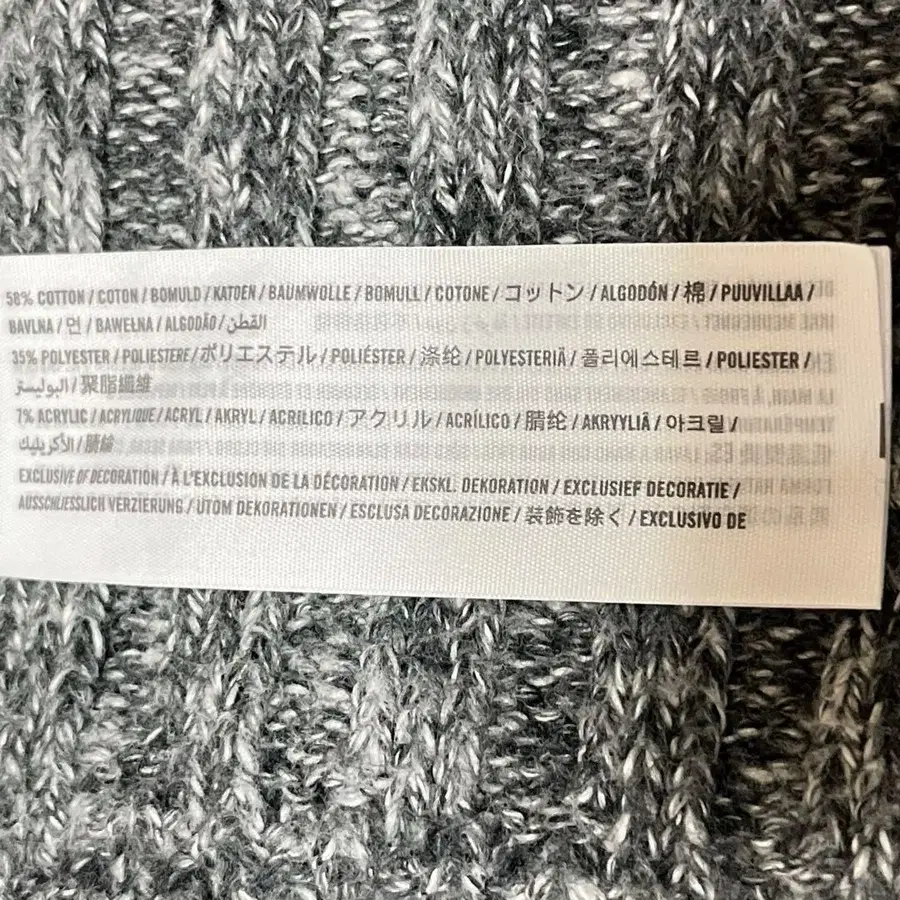 58% COTTON / COTON / BOMULD / KATOEN / BAUMWOLLE / BOMULL / COTONE / コットン / ALGODÓN / 棉 / PUUVILLAA /
BAVLNA / 면 / BAWEŁNA / ALGODÃO / القطن
35% POLYESTER / POLIESTERE / ポリエステル / POLIÉSTER / 涤纶 / POLYESTERIÄ / 폴리에스테르 / POLIESTER /
البوليستر / 聚脂纖維
7% ACRYLIC / ACRYLIQUE / ACRYL / AKRYL / ACRILICO / アクリル / ACRÍLICO / 腈纶 / AKRYYLIÄ / 아크릴 /
الأكريليك / 腈綸
EXCLUSIVE OF DECORATION / À L'EXCLUSION DE LA DÉCORATION / EKSKL. DEKORATION / EXCLUSIEF DECORATIE /
AUSSCHLIESSLICH VERZIERUNG / UTOM DEKORATIONEN / ESCLUSA DECORAZIONE / 装飾を除く / EXCLUSIVO DE